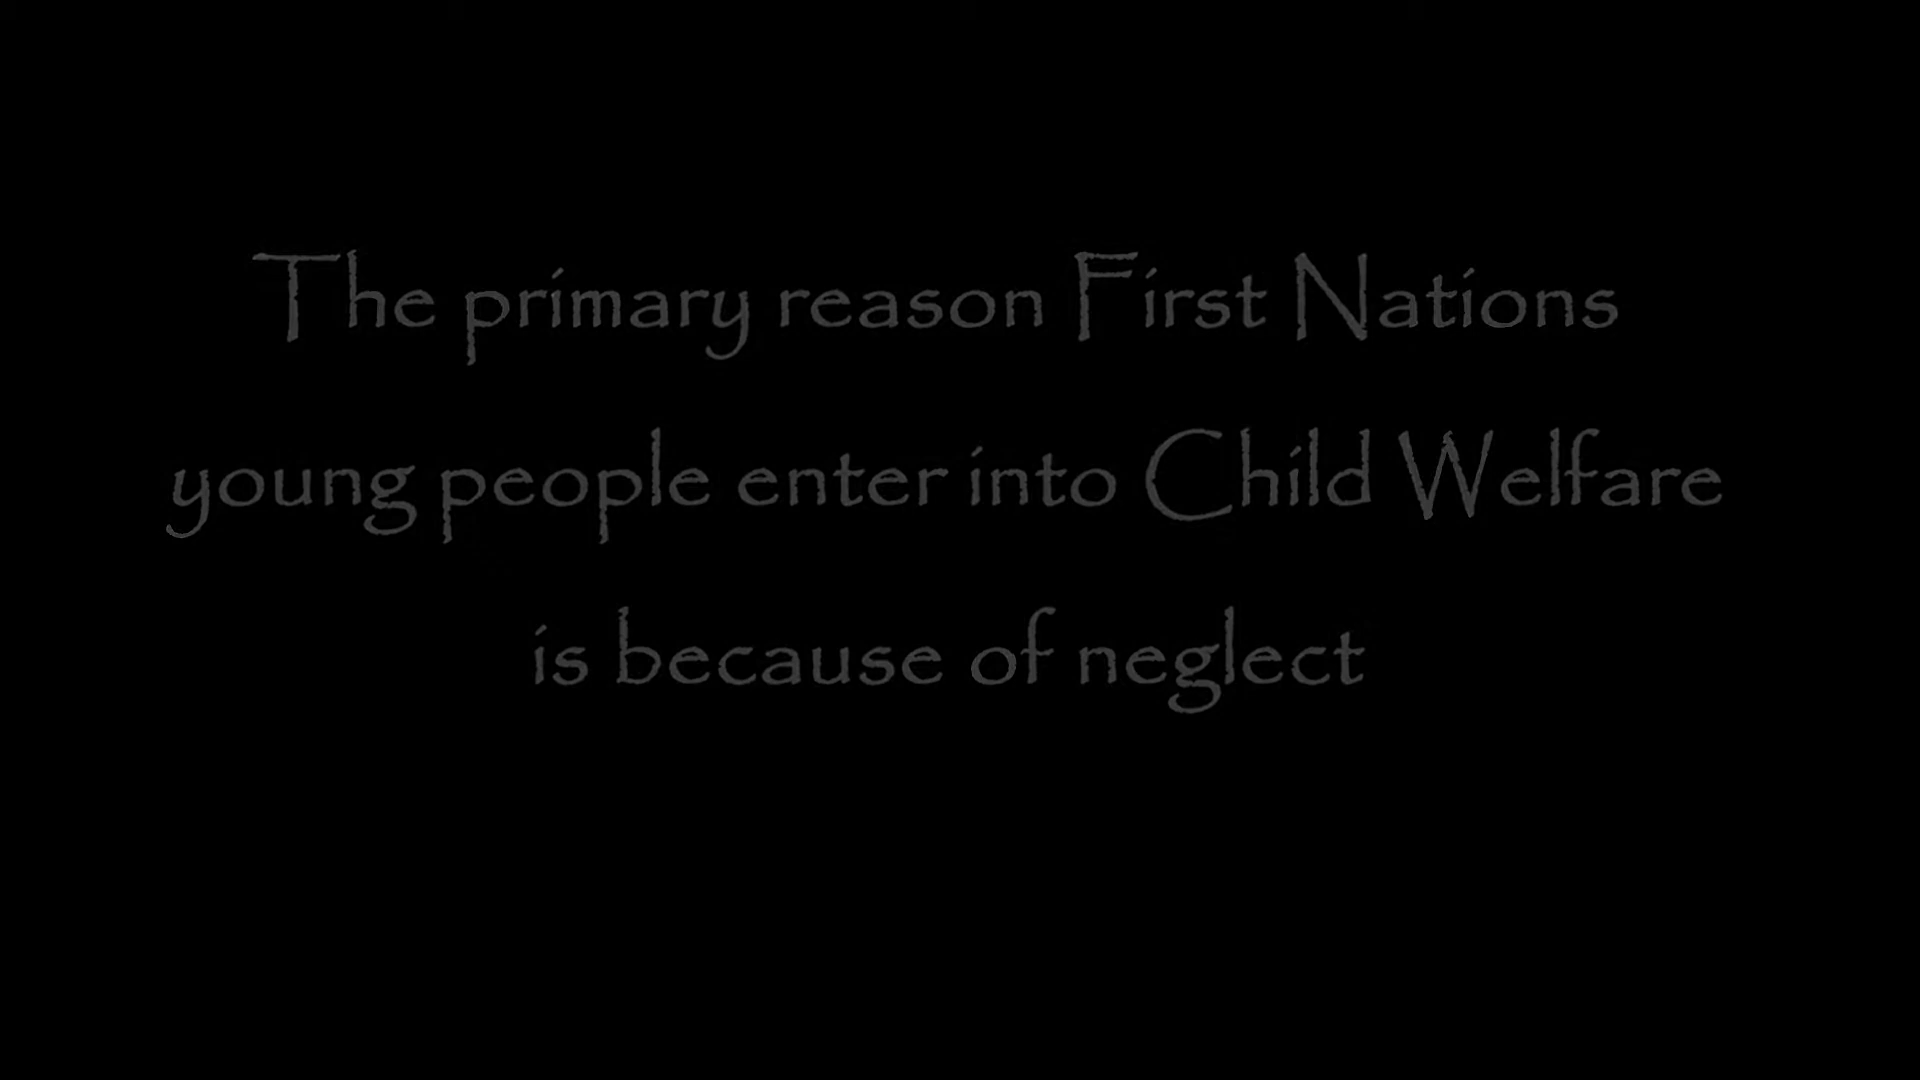 The primary reason First Nations
young people enter into Child Welfare
is because of neglect